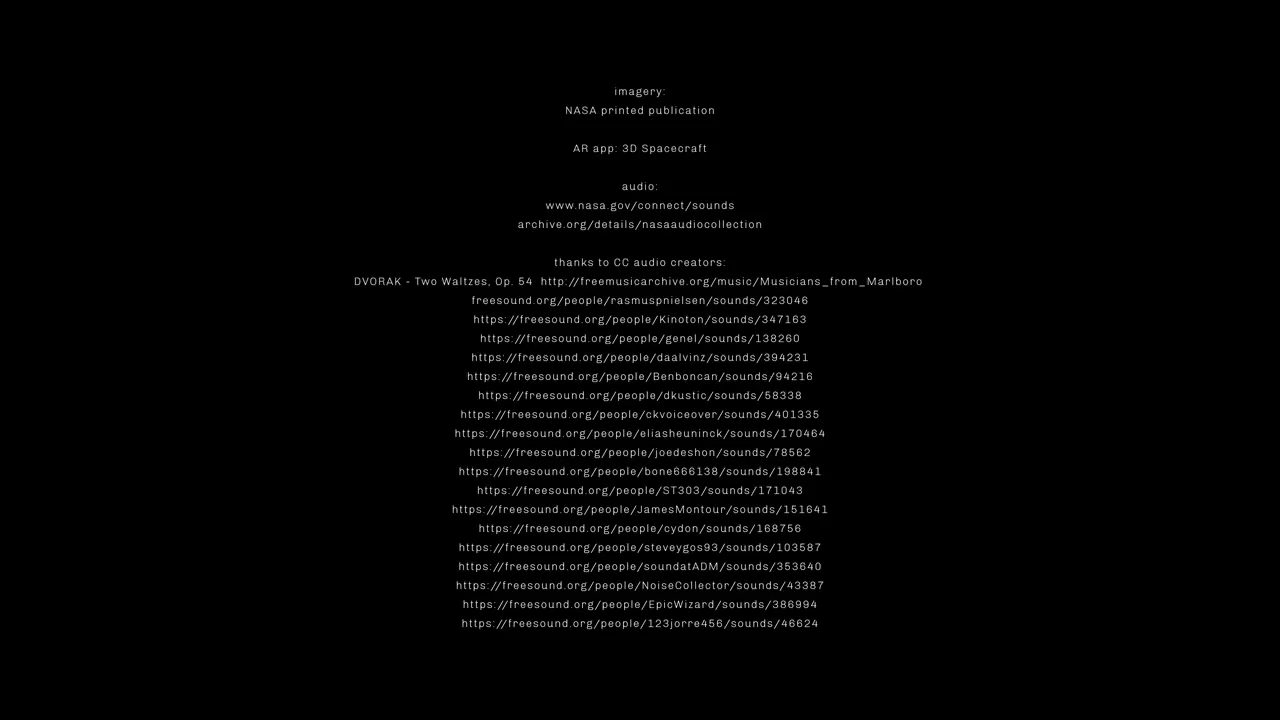 imagery:
NASA printed publication
AR app: 3D Spacecraft
audio:
www.nasa.gov/connect/sounds
archive.org/details/nasaaudiocollection
thanks to CC audio creators:
DVORAK - Two Waltzes, Op. 54  http://freemusicarchive.org/music/Musicians_from_Marlboro
freesound.org/people/rasmuspnielsen/sounds/323046
https://freesound.org/people/Kinoton/sounds/347163
https://freesound.org/people/genel/sounds/138260
https://freesound.org/people/daalvinz/sounds/394231
https://freesound.org/people/Benboncan/sounds/94216
https://freesound.org/people/dkustic/sounds/58338
https://freesound.org/people/ckvoiceover/sounds/401335
https://freesound.org/people/eliasheuninck/sounds/170464
https://freesound.org/people/joedeshon/sounds/78562
https://freesound.org/people/bone666138/sounds/198841
https://freesound.org/people/ST303/sounds/171043
https://freesound.org/people/JamesMontour/sounds/151641
https://freesound.org/people/cydon/sounds/168756
https://freesound.org/people/steveygos93/sounds/103587
https://freesound.org/people/soundatADM/sounds/353640
https://freesound.org/people/NoiseCollector/sounds/43387
https://freesound.org/people/EpicWizard/sounds/386994
https://freesound.org/people/123jorre456/sounds/46624